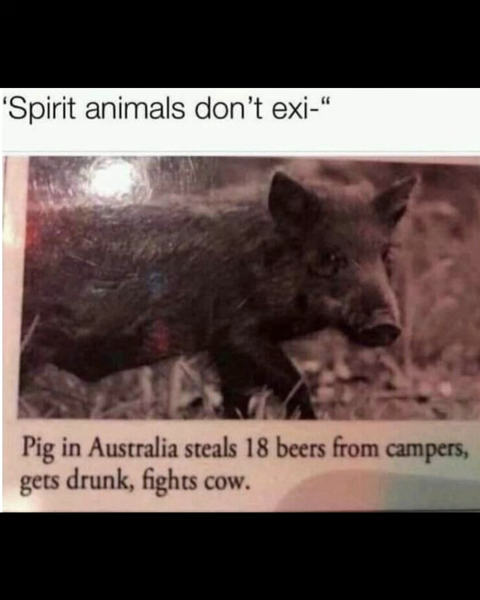 'Spirit animals don't exi-“
Pig in Australia steals 18 beers from campers,
gets drunk, fights cow.